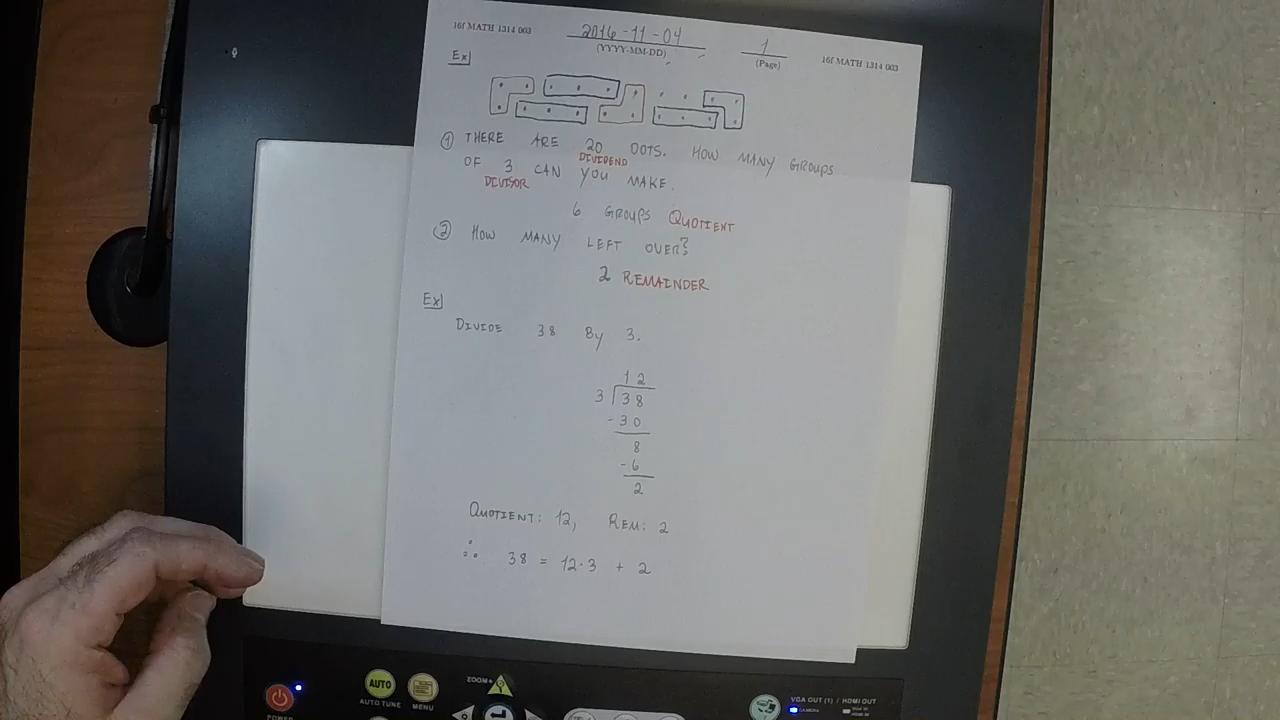 16f MATH 1314 003 2016-11-04 1 16f MATH 1314 003
(YYYY-MM-DD) (Page)
Ex)
① THERE ARE 20 DOTS. HOW MANY GROUPS
DIVIDEND
OF 3 CAN YOU MAKE.
DIVISOR
6 GROUPS QUOTIENT
② HOW MANY LEFT OVER?
2 REMAINDER
Ex)
DIVIDE 38 BY 3.
12
3 38
-30
8
-6
2
QUOTIENT: 12, REM: 2
∴ 38 = 12·3 + 2
POWER AUTO AUTO TUNE MENU ZOOM+ VGA OUT (1) / HDMI OUT
CAMERA